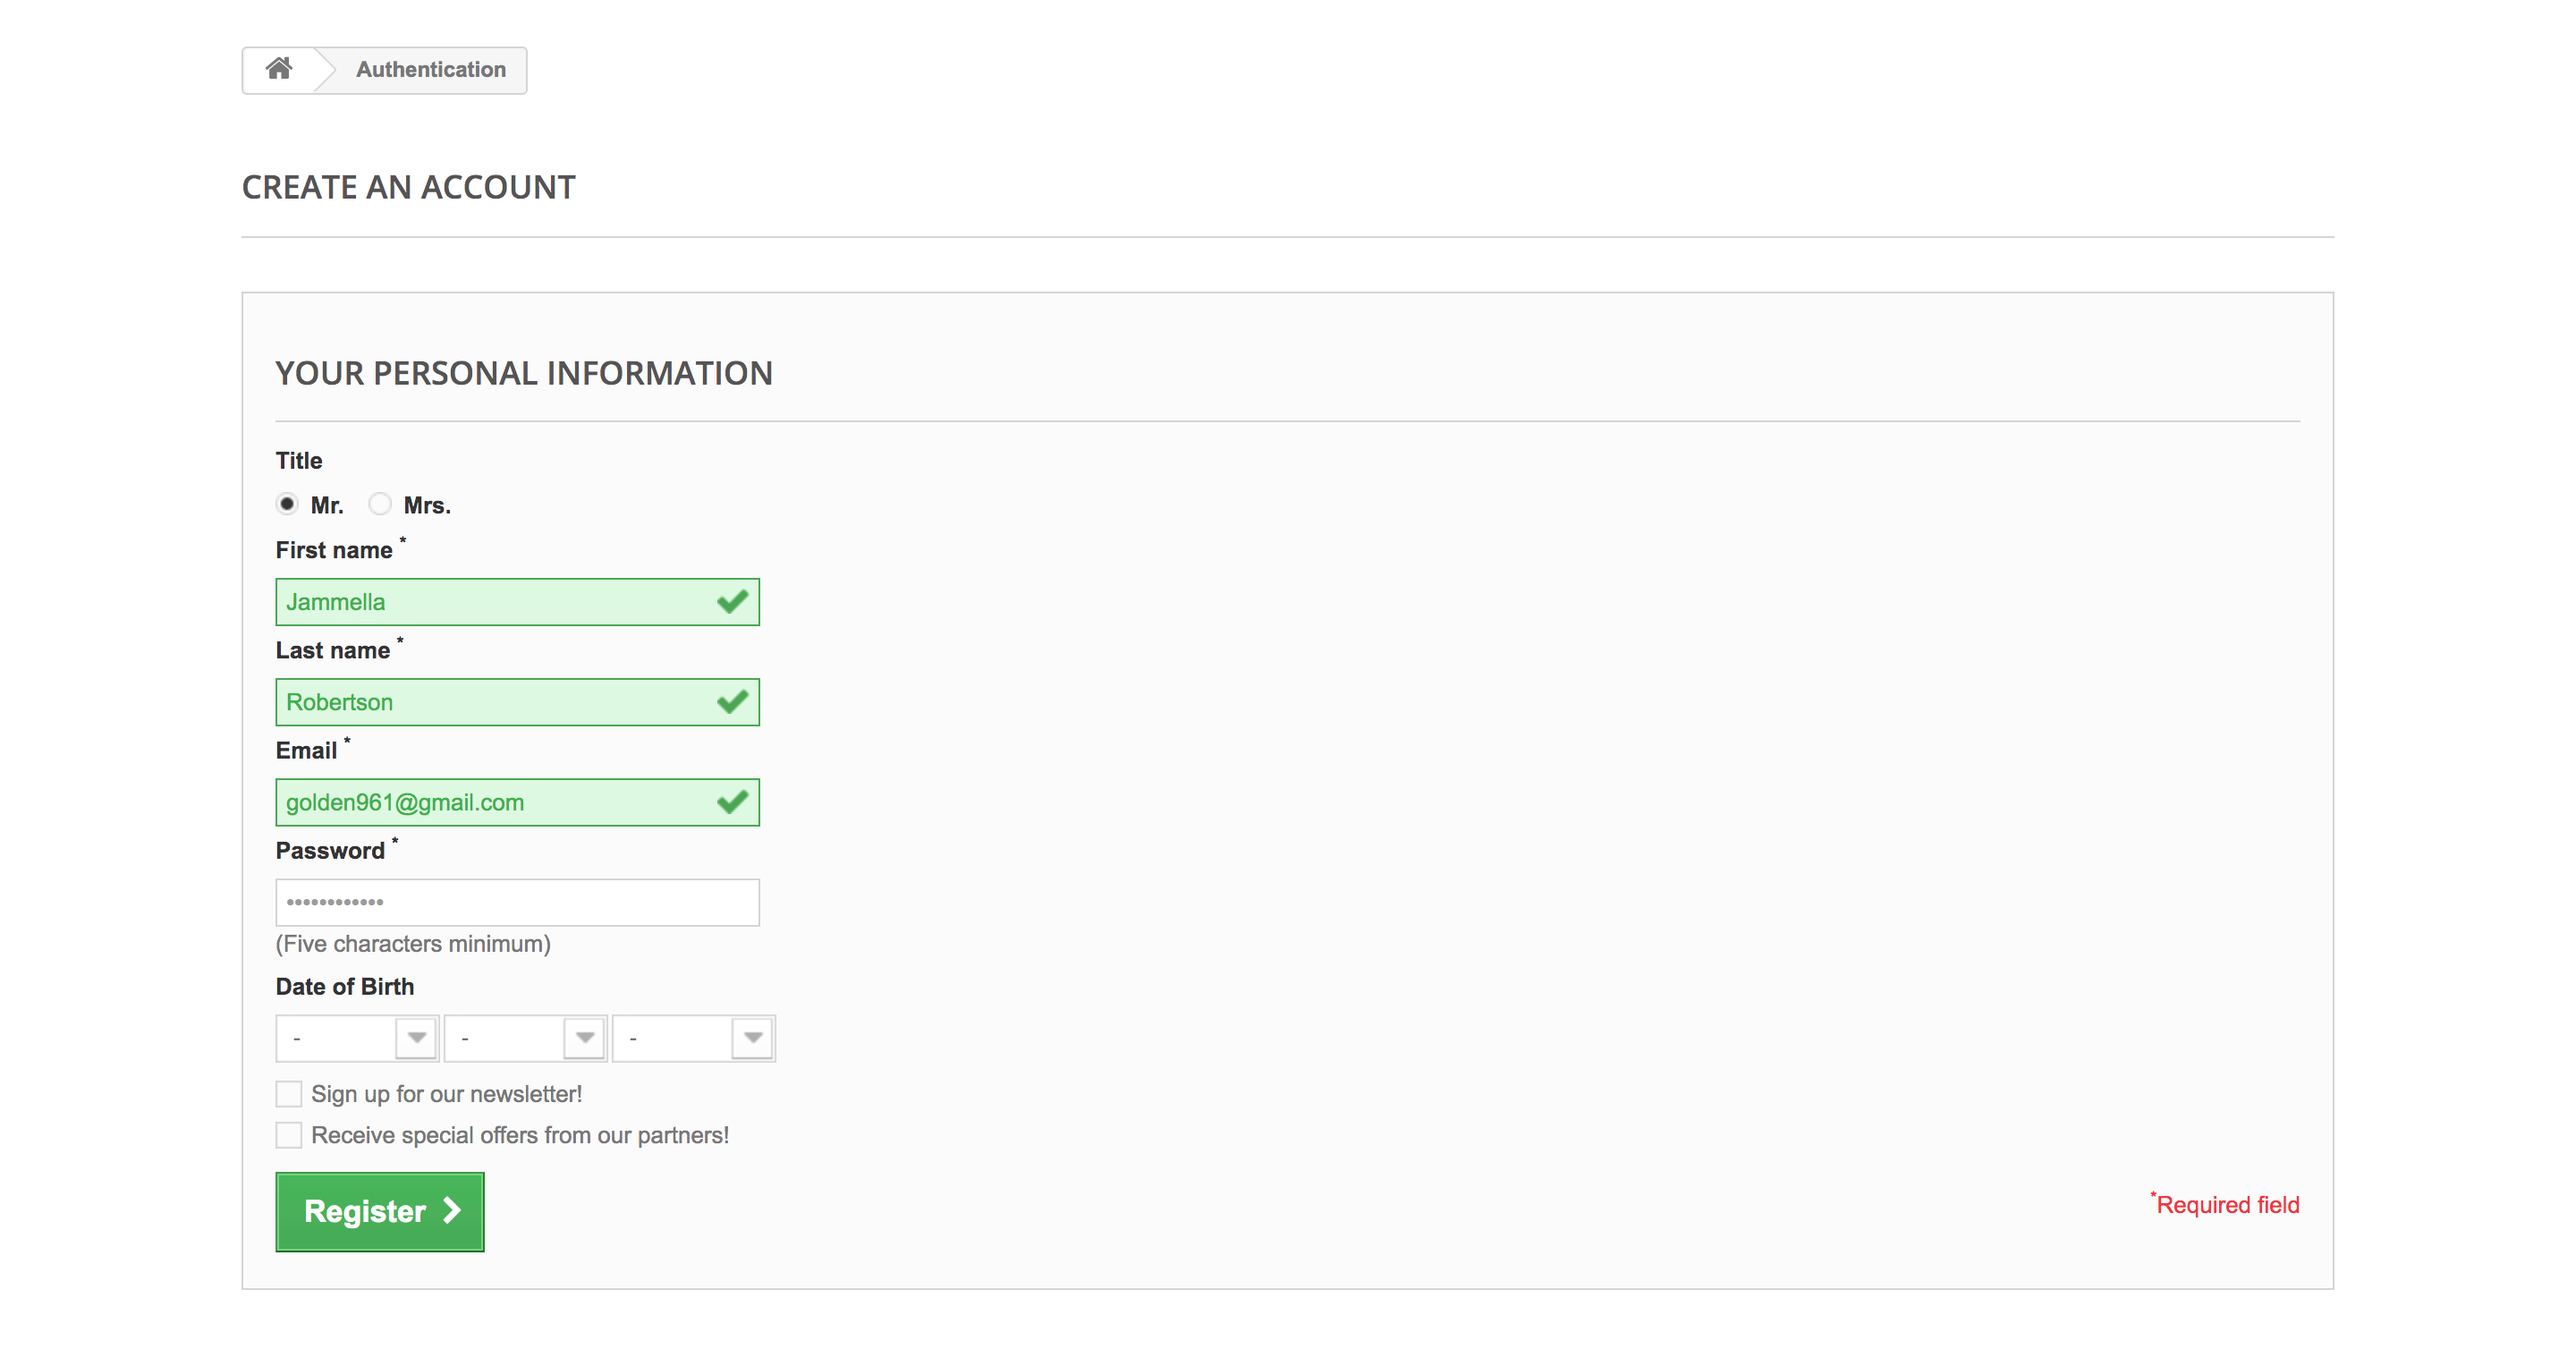 Authentication
CREATE AN ACCOUNT
YOUR PERSONAL INFORMATION
Title
Mr. Mrs.
First name *
Jammella
Last name *
Robertson
Email *
golden961@gmail.com
Password *
••••••••••••
(Five characters minimum)
Date of Birth
- - -
Sign up for our newsletter!
Receive special offers from our partners!
Register
*Required field